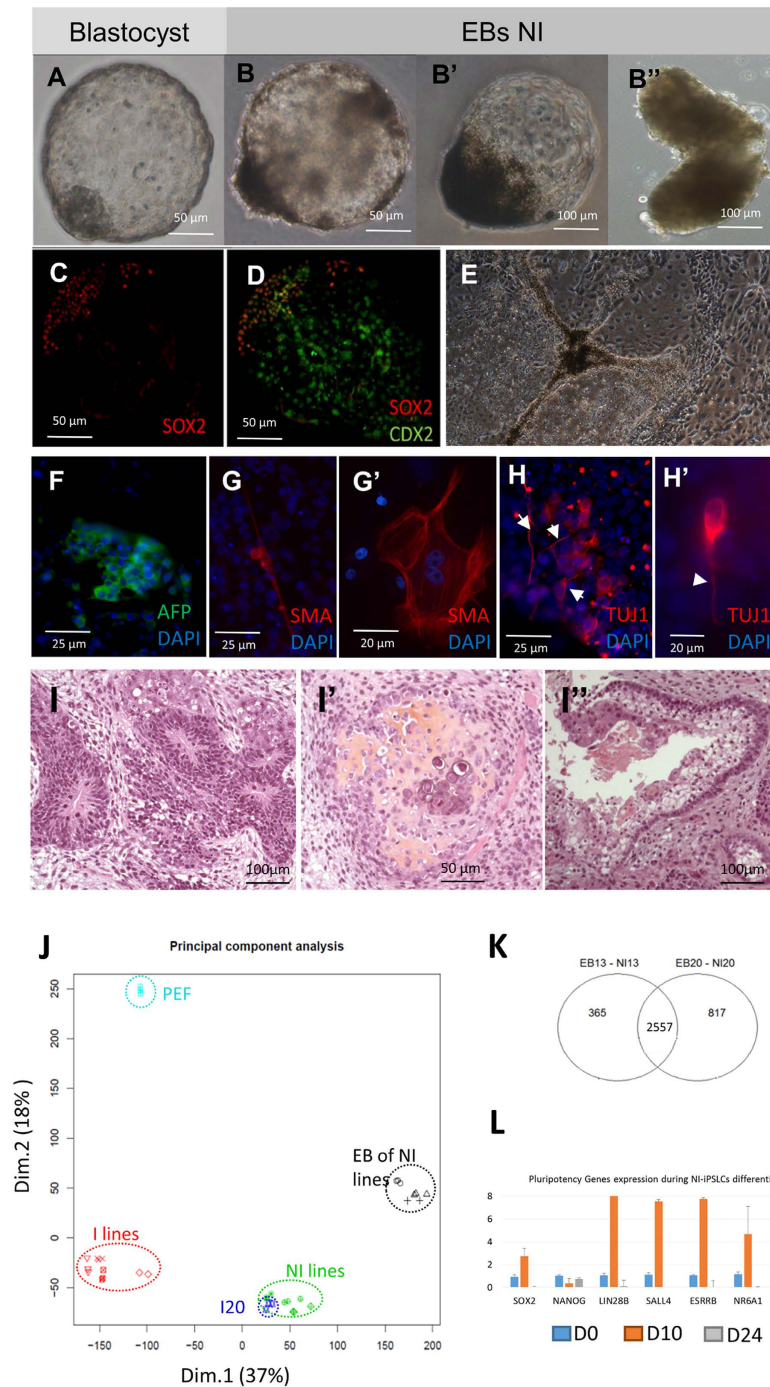 Blastocyst
EBs NI
A
B
B’
B’’
50 µm
50 µm
100 µm
100 µm
C
D
E
50 µm
SOX2
50 µm
SOX2
CDX2
F
G
G’
H
H’
AFP
DAPI
25 µm
SMA
DAPI
25 µm
SMA
DAPI
20 µm
TUJ1
DAPI
25 µm
TUJ1
DAPI
20 µm
I
I’
I’’
100µm
50 µm
100µm
J
Principal component analysis
PEF
EB of NI
lines
I lines
NI lines
I20
250
200
150
100
50
0
−50
−150
−100
−50
0
50
100
150
200
Dim.2 (18%)
Dim.1 (37%)
K
EB13 - NI13
EB20 - NI20
365
2557
817
L
Pluripotency Genes expression during NI-iPSLCs differenti
8
6
4
2
0
SOX2
NANOG
LIN28B
SALL4
ESRRB
NR6A1
D0
D10
D24